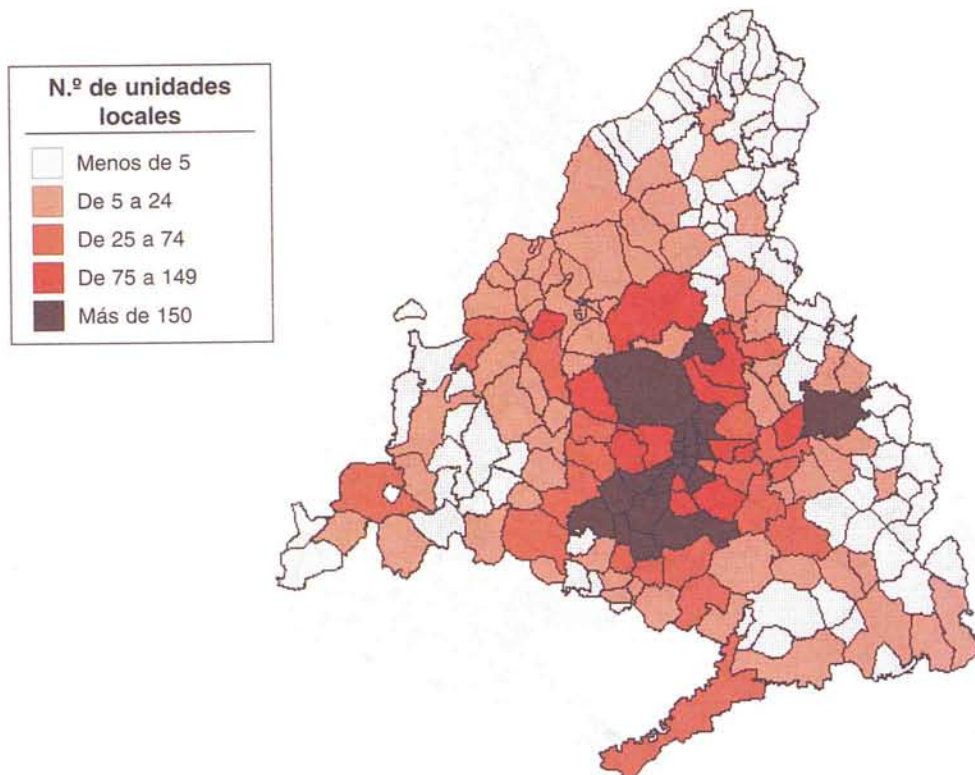 N.º de unidades
locales
Menos de 5
De 5 a 24
De 25 a 74
De 75 a 149
Más de 150